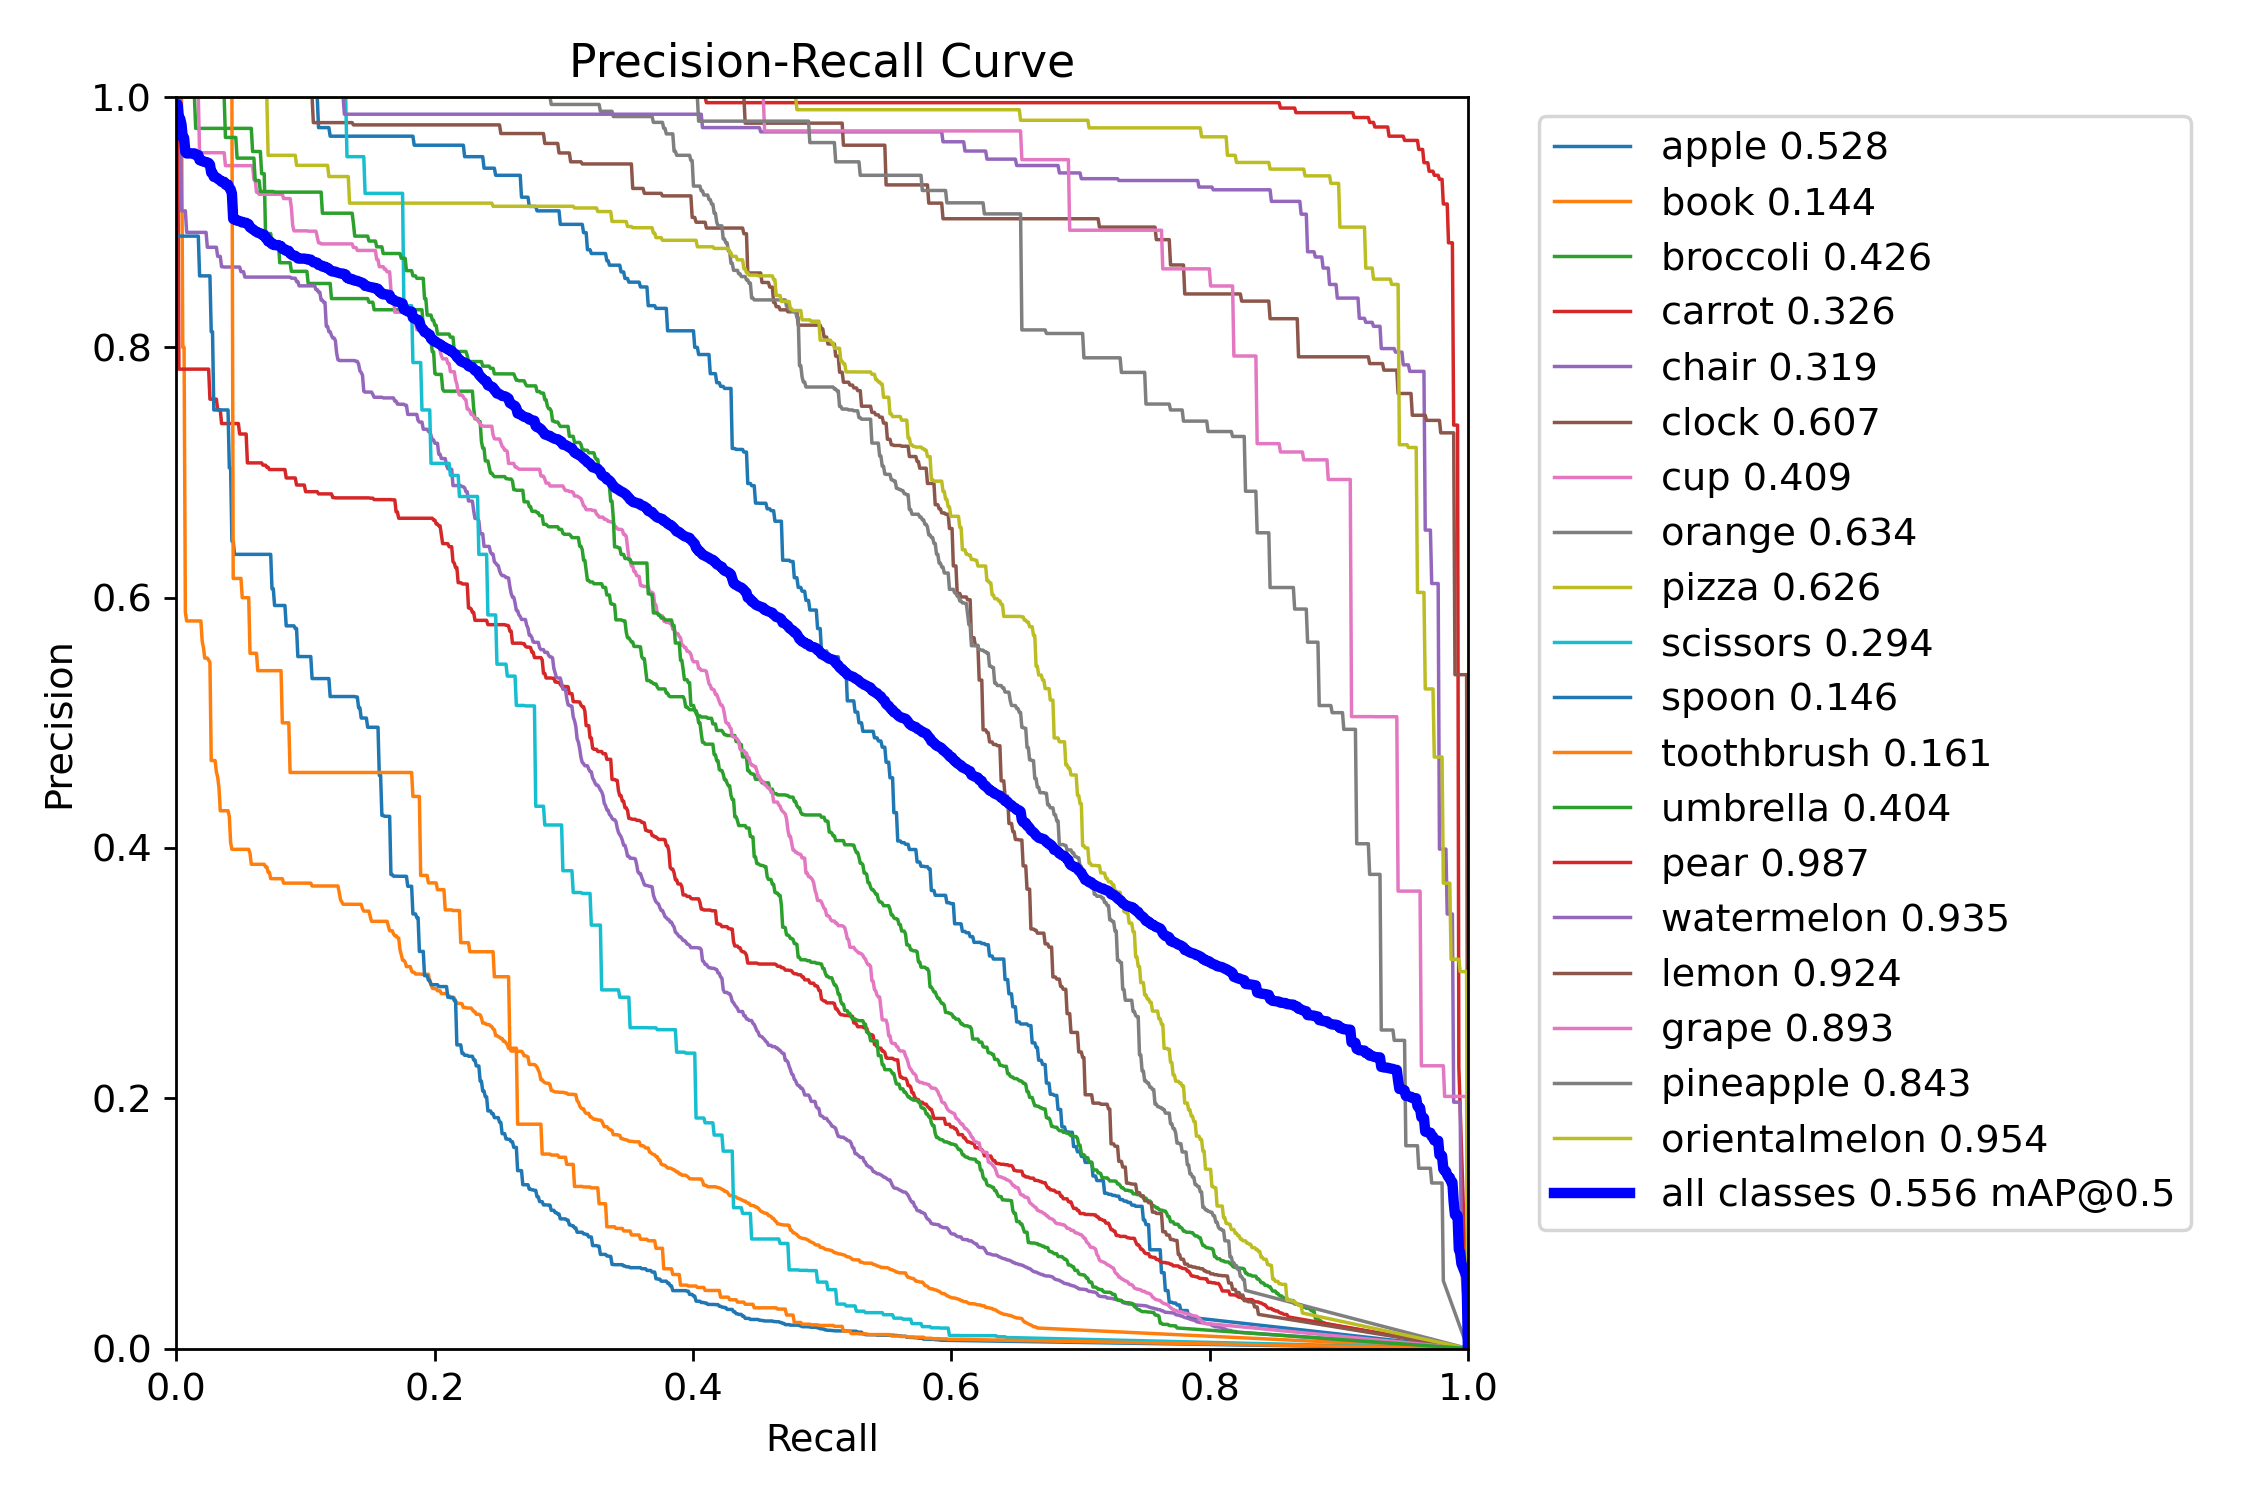 Precision-Recall Curve
1.0
0.8
0.6
0.4
0.2
0.0
Precision
0.0 0.2 0.4 0.6 0.8 1.0
Recall
apple 0.528
book 0.144
broccoli 0.426
carrot 0.326
chair 0.319
clock 0.607
cup 0.409
orange 0.634
pizza 0.626
scissors 0.294
spoon 0.146
toothbrush 0.161
umbrella 0.404
pear 0.987
watermelon 0.935
lemon 0.924
grape 0.893
pineapple 0.843
orientalmelon 0.954
all classes 0.556 mAP@0.5